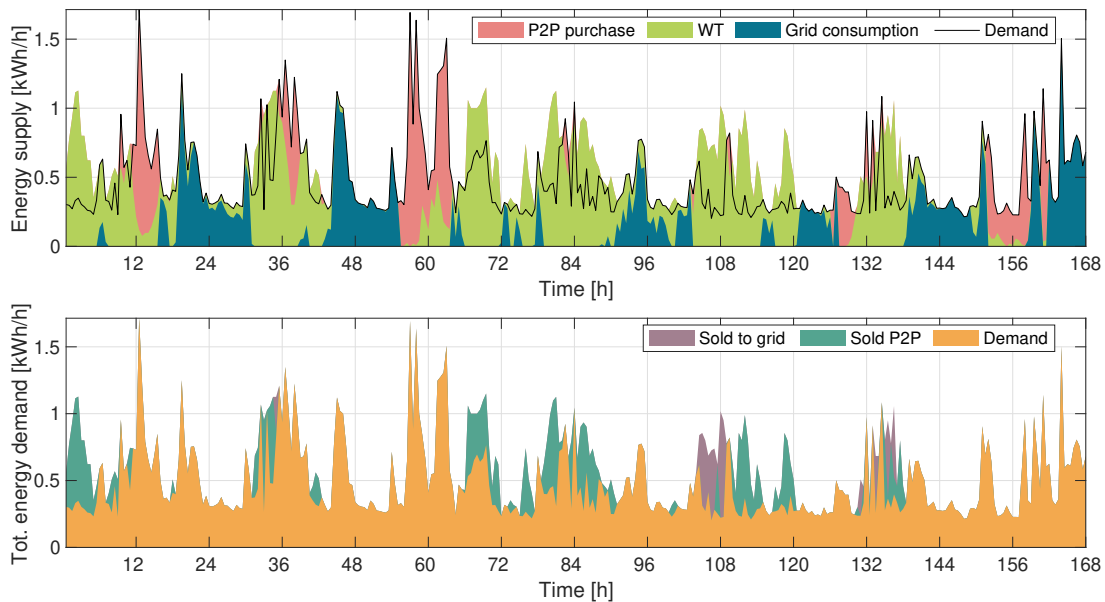 Energy supply [kWh/h]
1.5
1
0.5
0
P2P purchase WT Grid consumption Demand
12 24 36 48 60 72 84 96 108 120 132 144 156 168
Time [h]
Tot. energy demand [kWh/h]
1.5
1
0.5
0
Sold to grid Sold P2P Demand
12 24 36 48 60 72 84 96 108 120 132 144 156 168
Time [h]